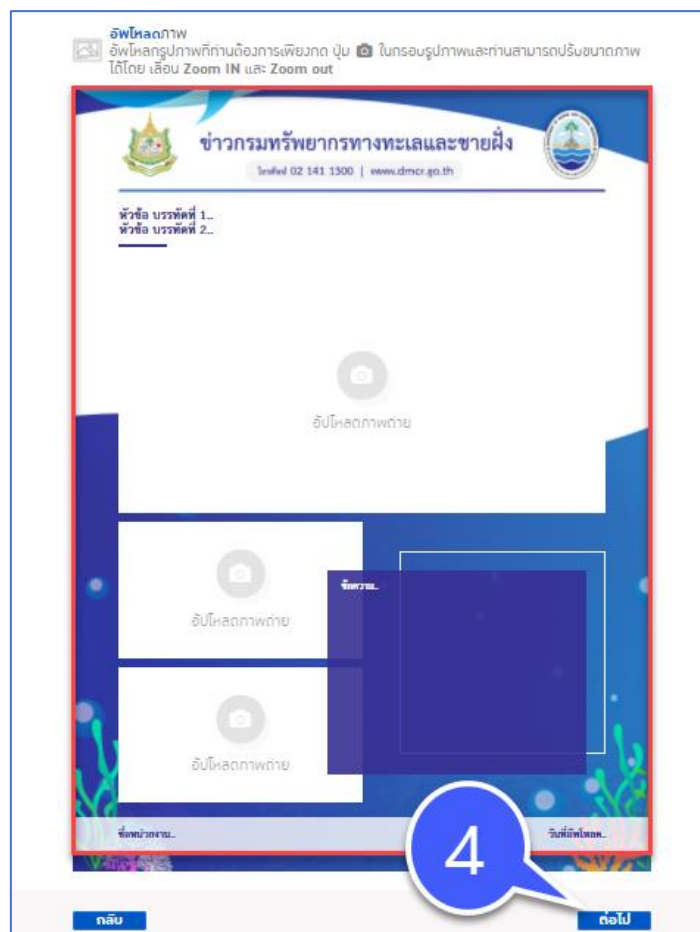 อัพโหลดภาพ
อัพโหลกรูปภาพที่ท่านต้องการเพียงกด ปุ่ม ในกรอบรูปภาพและท่านสามารถปรับขนาดภาพ
ได้โดย เลื่อน Zoom IN และ Zoom out
ข่าวกรมทรัพยากรทางทะเลและชายฝั่ง
โทรศัพท์ 02 141 1300 | www.dmcr.go.th
หัวข้อ บรรทัดที่ 1..
หัวข้อ บรรทัดที่ 2..
อัปโหลดภาพถ่าย
อัปโหลดภาพถ่าย
ข้อความ..
อัปโหลดภาพถ่าย
ชื่อหน่วยงาน..
วันที่อัพโหลด..
4
กลับ
ต่อไป